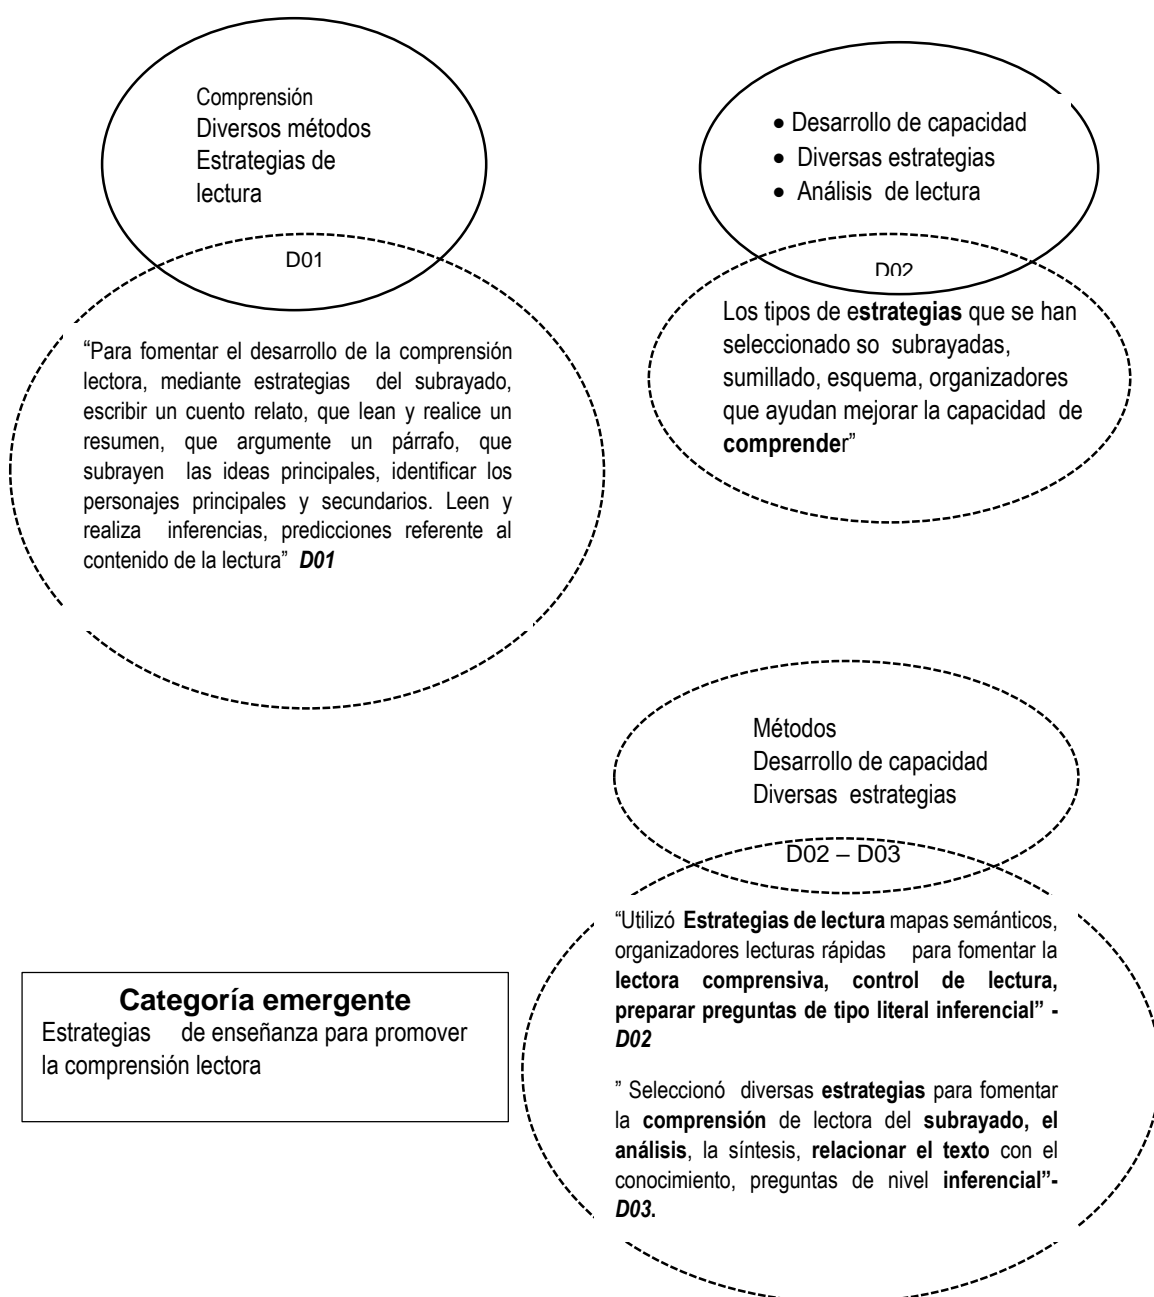 Comprensión
Diversos métodos
Estrategias de
lectura
D01
“Para fomentar el desarrollo de la comprensión
lectora, mediante estrategias del subrayado,
escribir un cuento relato, que lean y realice un
resumen, que argumente un párrafo, que
subrayen las ideas principales, identificar los
personajes principales y secundarios. Leen y
realiza inferencias, predicciones referente al
contenido de la lectura” D01
• Desarrollo de capacidad
• Diversas estrategias
• Análisis de lectura
D02
Los tipos de estrategias que se han
seleccionado so subrayadas,
sumillado, esquema, organizadores
que ayudan mejorar la capacidad de
comprender”
Métodos
Desarrollo de capacidad
Diversas estrategias
D02 – D03
“Utilizó Estrategias de lectura mapas semánticos,
organizadores lecturas rápidas para fomentar la
lectora comprensiva, control de lectura,
preparar preguntas de tipo literal inferencial” -
D02
” Seleccionó diversas estrategias para fomentar
la comprensión de lectora del subrayado, el
análisis, la síntesis, relacionar el texto con el
conocimiento, preguntas de nivel inferencial”-
D03.
Categoría emergente
Estrategias de enseñanza para promover
la comprensión lectora